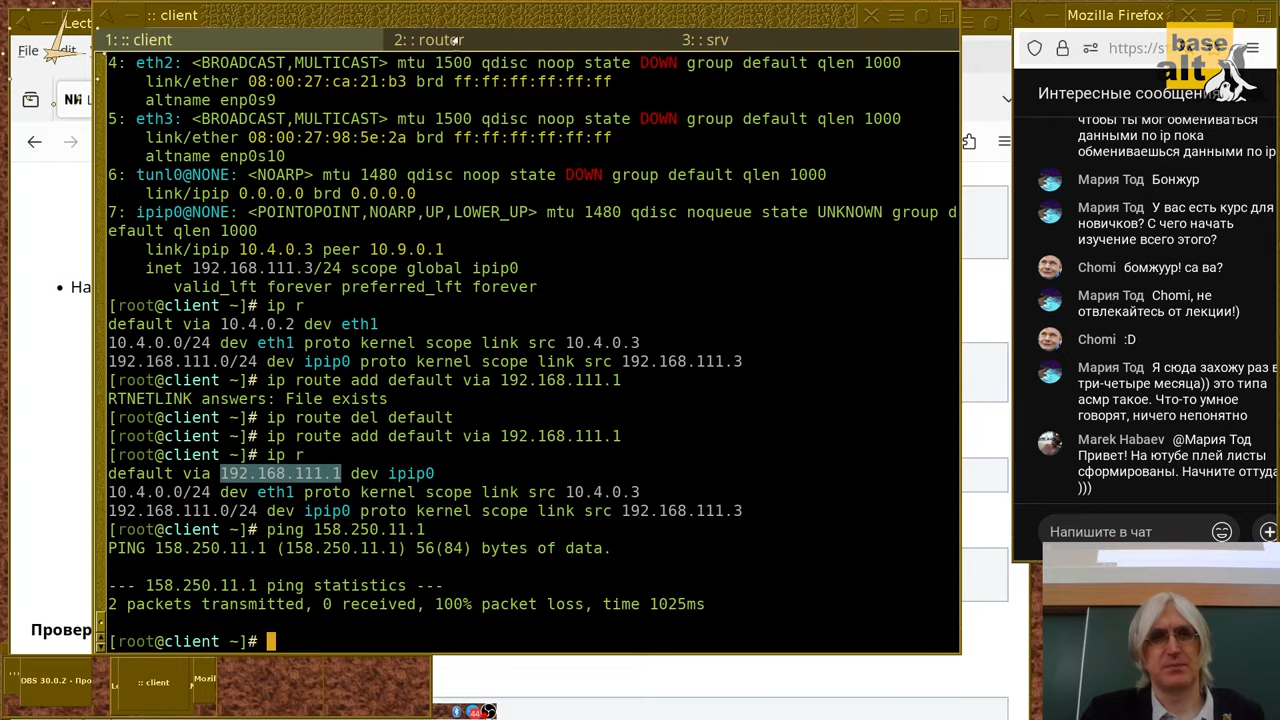 :: client
1: :: client
2: : router
3: :: srv
4: eth2: <BROADCAST,MULTICAST> mtu 1500 qdisc noop state DOWN group default qlen 1000
link/ether 08:00:27:ca:21:b3 brd ff:ff:ff:ff:ff:ff
altname enp0s9
5: eth3: <BROADCAST,MULTICAST> mtu 1500 qdisc noop state DOWN group default qlen 1000
link/ether 08:00:27:98:5e:2a brd ff:ff:ff:ff:ff:ff
altname enp0s10
6: tunl0@NONE: <NOARP> mtu 1480 qdisc noop state DOWN group default qlen 1000
link/ipip 0.0.0.0 brd 0.0.0.0
7: ipip0@NONE: <POINTOPOINT,NOARP,UP,LOWER_UP> mtu 1480 qdisc noqueue state UNKNOWN group d
efault qlen 1000
link/ipip 10.4.0.3 peer 10.9.0.1
inet 192.168.111.3/24 scope global ipip0
valid_lft forever preferred_lft forever
[root@client ~]# ip r
default via 10.4.0.2 dev eth1
10.4.0.0/24 dev eth1 proto kernel scope link src 10.4.0.3
192.168.111.0/24 dev ipip0 proto kernel scope link src 192.168.111.3
[root@client ~]# ip route add default via 192.168.111.1
RTNETLINK answers: File exists
[root@client ~]# ip route del default
[root@client ~]# ip route add default via 192.168.111.1
[root@client ~]# ip r
default via 192.168.111.1 dev ipip0
10.4.0.0/24 dev eth1 proto kernel scope link src 10.4.0.3
192.168.111.0/24 dev ipip0 proto kernel scope link src 192.168.111.3
[root@client ~]# ping 158.250.11.1
PING 158.250.11.1 (158.250.11.1) 56(84) bytes of data.
--- 158.250.11.1 ping statistics ---
2 packets transmitted, 0 received, 100% packet loss, time 1025ms
[root@client ~]#
Lect
File
Edit
На
Провер
DBS 30.0.2 - Про
:: client
Mozil
44
Mozilla Firefox
https://st
base
alt
Интересные сообщения
чтобы ты мог обмениваться
данными по ip пока
обмениваешься данными по ip
Мария Тод Бонжур
Мария Тод У вас есть курс для
новичков? С чего начать
изучение всего этого?
Chomi бомжуур! са ва?
Мария Тод Chomi, не
отвлекайтесь от лекции!)
Chomi :D
Мария Тод Я сюда захожу раз в
три-четыре месяца)) это типа
асмр такое. Что-то умное
говорят, ничего непонятно
Marek Habaev @Мария Тод
Привет! На ютубе плей листы
сформированы. Начните оттуда
)))
Напишите в чат